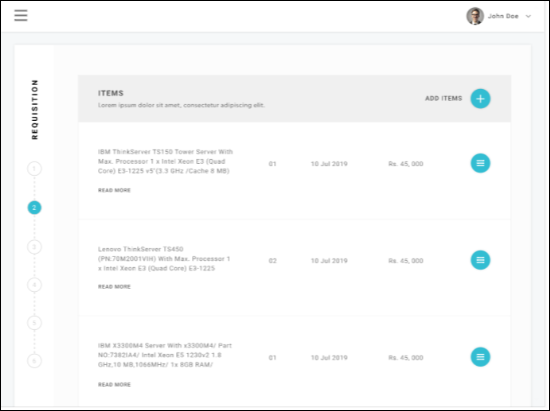 John Doe
REQUISITION
ITEMS
Lorem ipsum dolor sit amet, consectetur adipiscing elit.
ADD ITEMS
1
IBM ThinkServer TS150 Tower Server With
Max. Processor 1 x Intel Xeon E3 (Quad
Core) E3-1225 v5"(3.3 GHz /Cache 8 MB)
01
10 Jul 2019
Rs. 45, 000
READ MORE
2
3
Lenovo ThinkServer TS450
(PN:70M2001VIH) With Max. Processor 1
x Intel Xeon E3 (Quad Core) E3-1225
02
10 Jul 2019
Rs. 45, 000
READ MORE
4
5
IBM X3300M4 Server With x3300M4/ Part
NO:7382IA4/ Intel Xeon E5 1230v2 1.8
GHz,10 MB,1066MHz/ 1x 8GB RAM/
01
10 Jul 2019
Rs. 45, 000
READ MORE
6